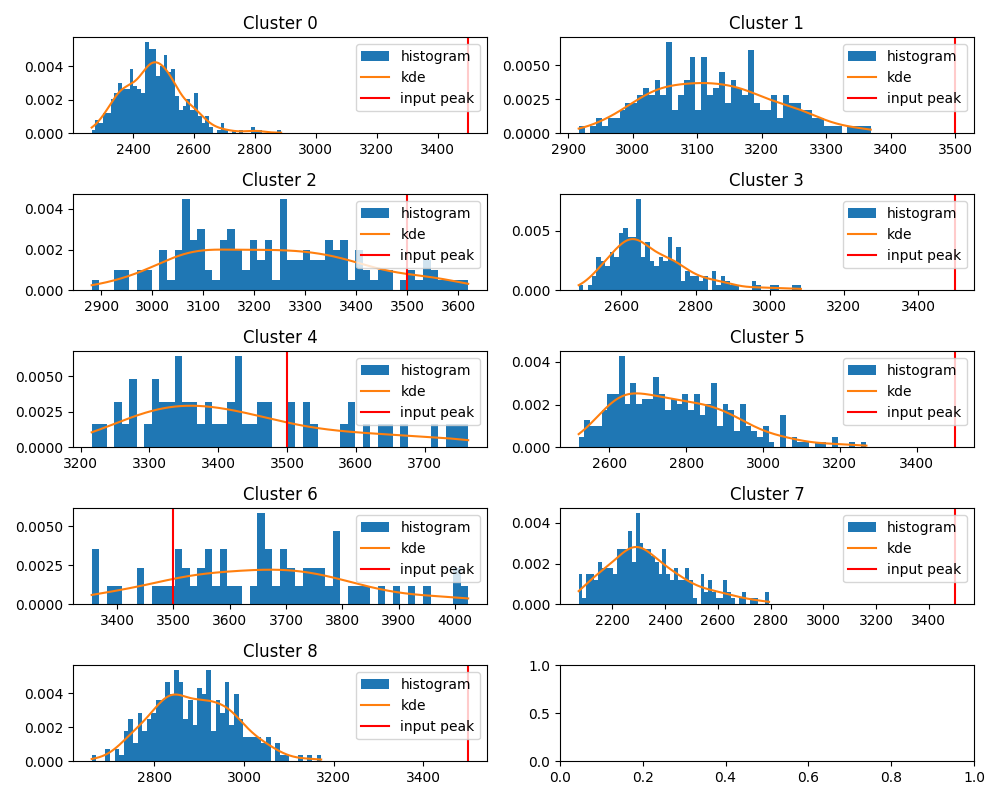 Cluster 0
0.004
0.002
0.000
2400 2600 2800 3000 3200 3400
histogram
kde
input peak
Cluster 1
0.0050
0.0025
0.000
2900 3000 3100 3200 3300 3400 3500
histogram
kde
input peak
Cluster 2
0.004
0.002
0.000
2900 3000 3100 3200 3300 3400 3500 3600
histogram
kde
input peak
Cluster 3
0.005
0.000
2600 2800 3000 3200 3400
histogram
kde
input peak
Cluster 4
0.0050
0.0025
0.0000
3200 3300 3400 3500 3600 3700
histogram
kde
input peak
Cluster 5
0.004
0.002
0.000
2600 2800 3000 3200 3400
histogram
kde
input peak
Cluster 6
0.0050
0.0025
0.0000
3400 3500 3600 3700 3800 3900 4000
histogram
kde
input peak
Cluster 7
0.004
0.002
0.000
2200 2400 2600 2800 3000 3200 3400
histogram
kde
input peak
Cluster 8
0.004
0.002
0.000
2800 3000 3200 3400
histogram
kde
input peak
1.0
0.5
0.0
0.0 0.2 0.4 0.6 0.8 1.0